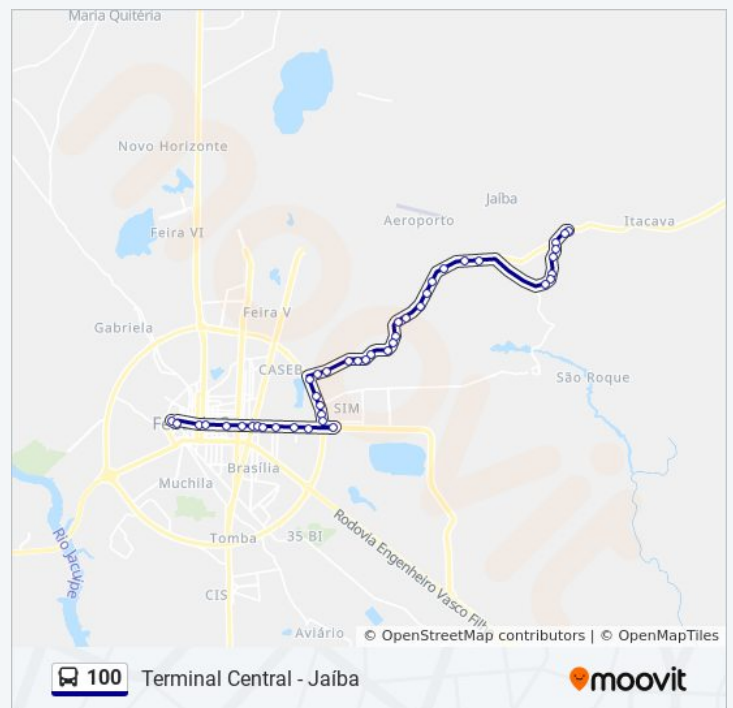 Maria Quitéria
Novo Horizonte
Jaíba
Aeroporto
Itacava
Feira VI
Feira V
Gabriela
CASEB
São Roque
SIM
Brasília
Muchila
Rio Jacuípe
Tomba
35 BI
Rodovia Engenheiro Vasco Filh
CIS
Aviário
© OpenStreetMap contributors | © OpenMapTiles
100 Terminal Central - Jaíba
moovit